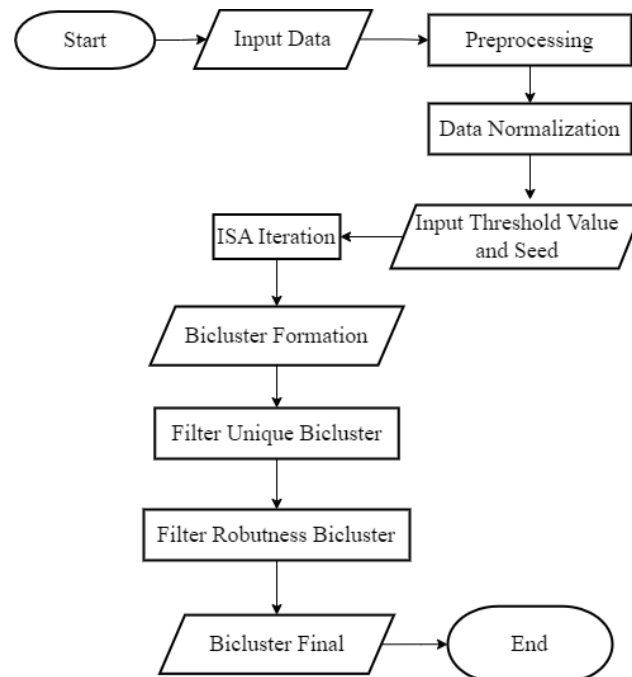 Start
Input Data
Preprocessing
Data Normalization
Input Threshold Value
and Seed
ISA Iteration
Bicluster Formation
Filter Unique Bicluster
Filter Robutness Bicluster
Bicluster Final
End